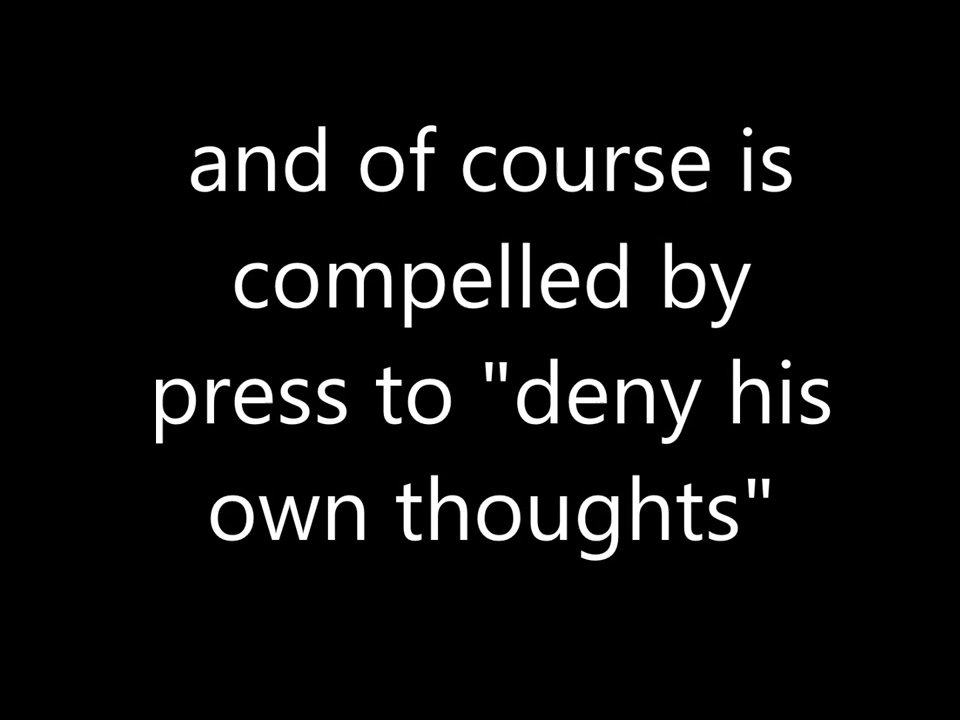 and of course is
compelled by
press to "deny his
own thoughts"